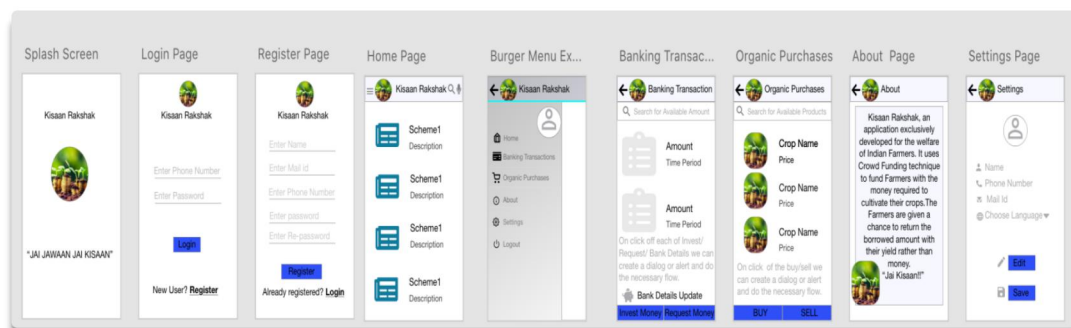 Splash Screen
Kisaan Rakshak
"JAI JAWAAN JAI KISAAN"
Login Page
Kisaan Rakshak
Enter Phone Number
Enter Password
Login
New User? Register
Register Page
Kisaan Rakshak
Enter Name
Enter Mail id
Enter Phone Number
Enter password
Enter Re-password
Register
Already registered? Login
Home Page
Kisaan Rakshak
Scheme1
Description
Scheme1
Description
Scheme1
Description
Scheme1
Description
Burger Menu Ex...
Kisaan Rakshak
Home
Banking Transactions
Organic Purchases
About
Settings
Logout
Banking Transac...
Banking Transaction
Search for Available Amount
Amount
Time Period
Amount
Time Period
On click off each of Invest/
Request/ Bank Details we can
create a dialog or alert and do
the necessary flow.
Bank Details Update
Invest Money Request Money
Organic Purchases
Organic Purchases
Search for Available Products
Crop Name
Price
Crop Name
Price
Crop Name
Price
On click of the buy/sell we
can create a dialog or alert
and do the necessary flow.
BUY SELL
About Page
About
Kisaan Rakshak, an
application exclusively
developed for the welfare
of Indian Farmers. It uses
Crowd Funding technique
to fund Farmers with the
money required to
cultivate their crops.The
Farmers are given a
chance to return the
borrowed amount with
their yield rather than
money.
"Jai Kisaan!!"
Settings Page
Settings
Name
Phone Number
Mail Id
Choose Language
Edit
Save